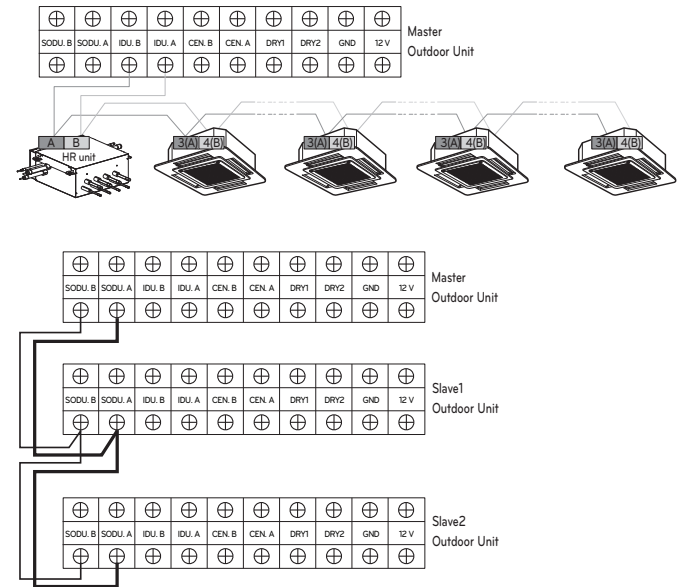 SODU. B SODU. A IDU. B IDU. A CEN. B CEN. A DRY1 DRY2 GND 12 V
Master
Outdoor Unit
A B 3(A) 4(B) 3(A) 4(B) 3(A) 4(B) 3(A) 4(B)
HR unit
SODU. B SODU. A IDU. B IDU. A CEN. B CEN. A DRY1 DRY2 GND 12 V
Master
Outdoor Unit
SODU. B SODU. A IDU. B IDU. A CEN. B CEN. A DRY1 DRY2 GND 12 V
Slave1
Outdoor Unit
SODU. B SODU. A IDU. B IDU. A CEN. B CEN. A DRY1 DRY2 GND 12 V
Slave2
Outdoor Unit